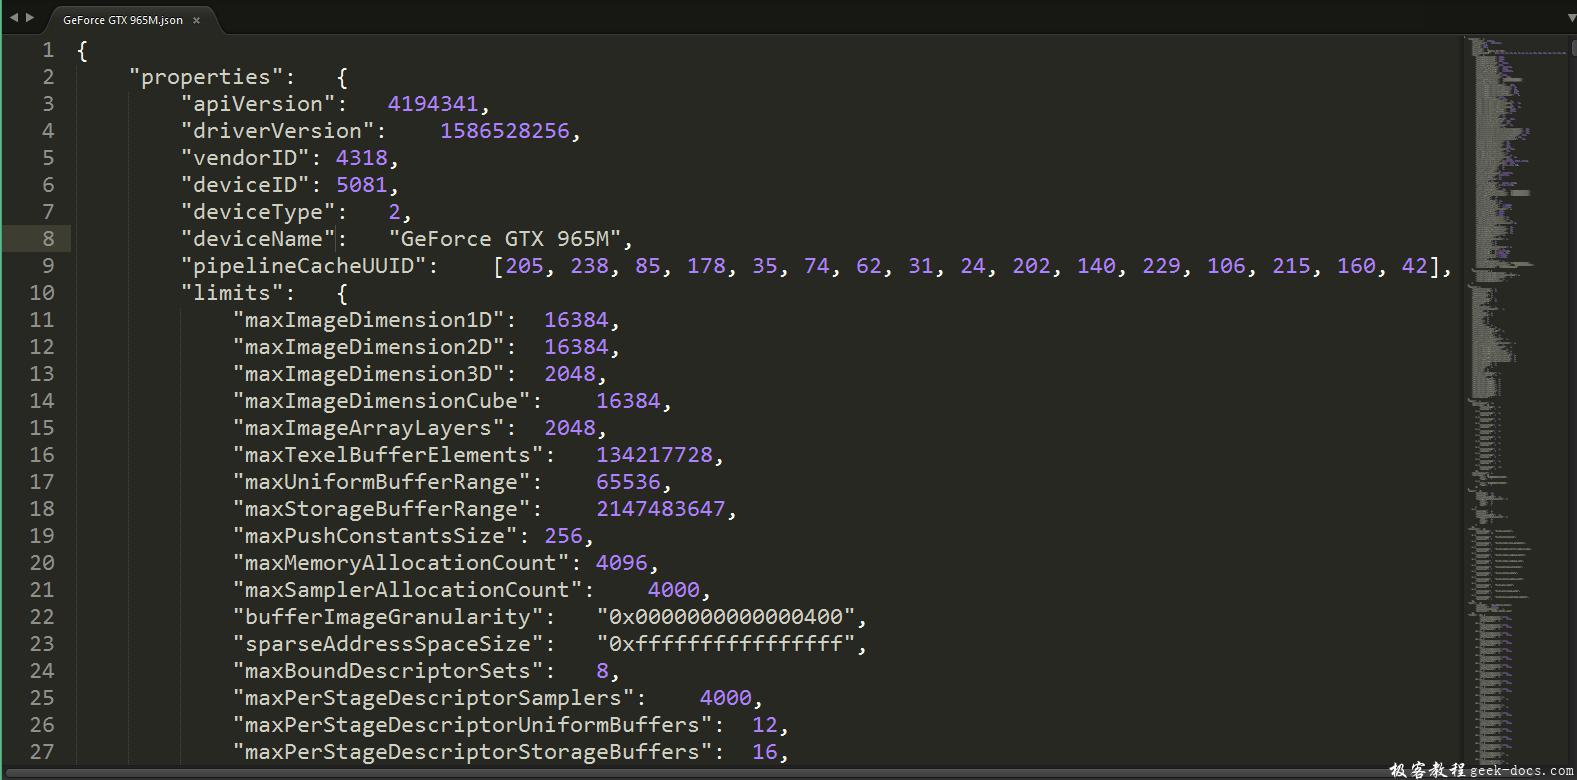 GeForce GTX 965M.json ×
1 {
2 "properties": {
3 "apiVersion": 4194341,
4 "driverVersion": 1586528256,
5 "vendorID": 4318,
6 "deviceID": 5081,
7 "deviceType": 2,
8 "deviceName": "GeForce GTX 965M",
9 "pipelineCacheUUID": [205, 238, 85, 178, 35, 74, 62, 31, 24, 202, 140, 229, 106, 215, 160, 42],
10 "limits": {
11 "maxImageDimension1D": 16384,
12 "maxImageDimension2D": 16384,
13 "maxImageDimension3D": 2048,
14 "maxImageDimensionCube": 16384,
15 "maxImageArrayLayers": 2048,
16 "maxTexelBufferElements": 134217728,
17 "maxUniformBufferRange": 65536,
18 "maxStorageBufferRange": 2147483647,
19 "maxPushConstantsSize": 256,
20 "maxMemoryAllocationCount": 4096,
21 "maxSamplerAllocationCount": 4000,
22 "bufferImageGranularity": "0x0000000000000400",
23 "sparseAddressSpaceSize": "0xffffffffffffffff",
24 "maxBoundDescriptorSets": 8,
25 "maxPerStageDescriptorSamplers": 4000,
26 "maxPerStageDescriptorUniformBuffers": 12,
27 "maxPerStageDescriptorStorageBuffers": 16,
极客教程geek-docs.com